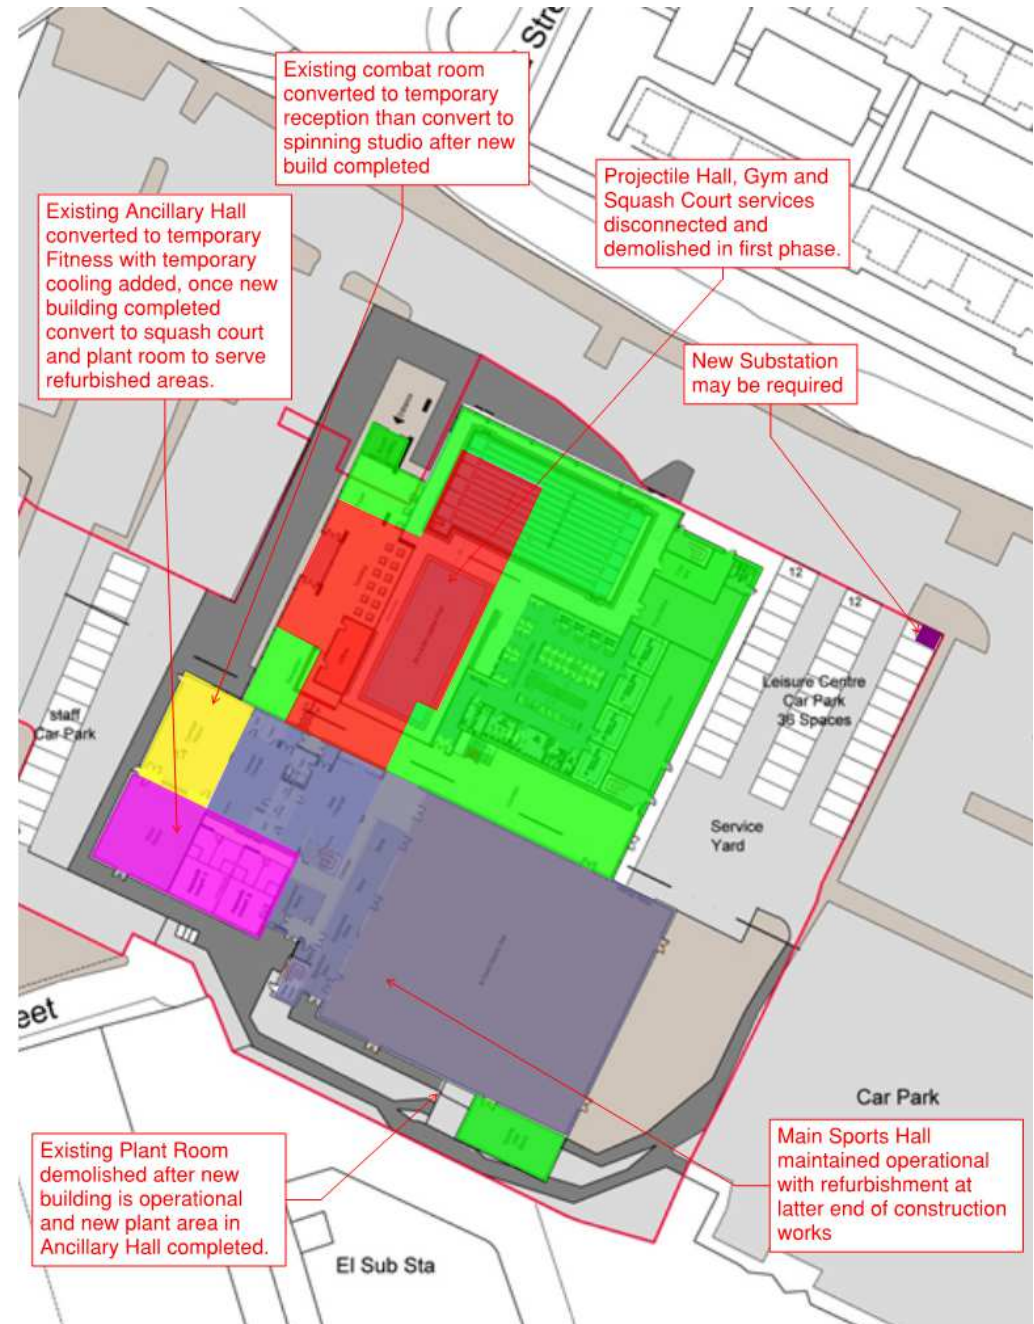 Stre
Existing combat room
converted to temporary
reception than convert to
spinning studio after new
build completed
Projectile Hall, Gym and
Squash Court services
disconnected and
demolished in first phase.
Existing Ancillary Hall
converted to temporary
Fitness with temporary
cooling added, once new
building completed
convert to squash court
and plant room to serve
refurbished areas.
New Substation
may be required
12
12
Leisure Centre
Car Park
36 Spaces
staff
Car Park
Service
Yard
eet
Car Park
Existing Plant Room
demolished after new
building is operational
and new plant area in
Ancillary Hall completed.
Main Sports Hall
maintained operational
with refurbishment at
latter end of construction
works
El Sub Sta